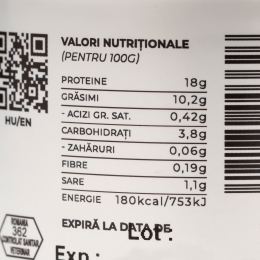 VALORI NUTRIȚIONALE
(PENTRU 100G)
PROTEINE 18g
GRĂSIMI 10,2g
- ACIZI GR. SAT. 0,42g
CARBOHIDRAȚI 3,8g
- ZAHĂRURI 0,06g
FIBRE 0,19g
SARE 1,1g
ENERGIE 180kcal/753kJ
HU/EN
ROMANIA
362
CONTROLAT SANITAR
VETERINAR
EXPIRĂ LA DATA DE
Lot:
Exp: